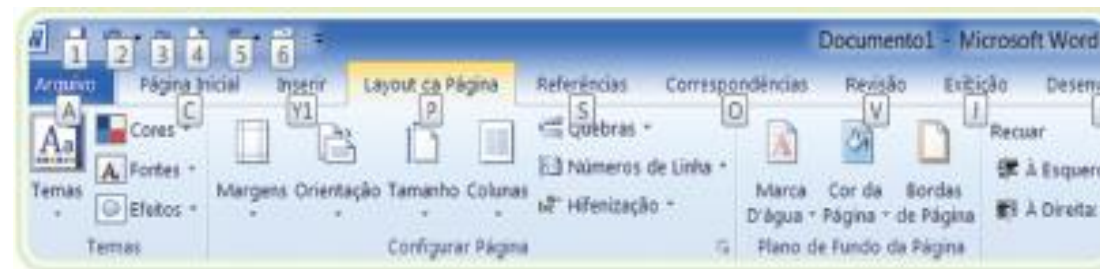 Documento1 - Microsoft Word
1 2 3 4 5 6
Arquivo Página Inicial Inserir Layout da Página Referências Correspondências Revisão Exibição Desen
A C Y1 P S O V I
Cores Quebras Recuar
Fontes Números de Linha À Esquer
Temas Margens Orientação Tamanho Colunas Marca D'água Cor da Página Bordas de Página
Efeitos Hifenização À Direita:
Temas Configurar Página Plano de Fundo da Página